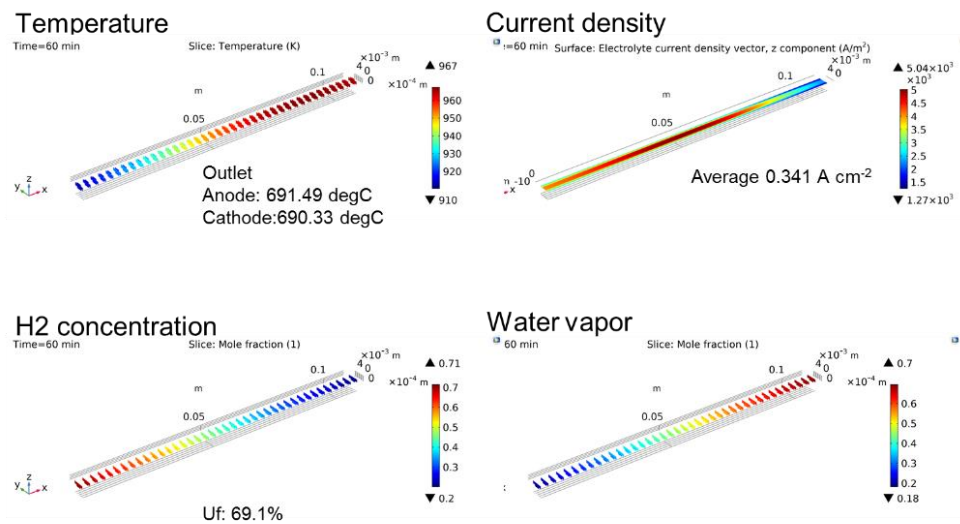 Temperature
Time=60 min
Slice: Temperature (K)
×10⁻³ m
4
0
0.1
0
×10⁻⁴ m
m
0.05
▲ 967
960
950
940
930
920
▼ 910
y z x
Outlet
Anode: 691.49 degC
Cathode:690.33 degC
Current density
=60 min
Surface: Electrolyte current density vector, z component (A/m²)
×10⁻³ m
4
0
0.1
0
×10⁻⁴ m
m
0.05
▲ 5.04×10³
×10³
5
4.5
4
3.5
3
2.5
2
1.5
▼ 1.27×10³
-10
0
x
Average 0.341 A cm⁻²
H2 concentration
Time=60 min
Slice: Mole fraction (1)
×10⁻³ m
4
0
0.1
0
×10⁻⁴ m
m
0.05
▲ 0.71
0.7
0.6
0.5
0.4
0.3
▼ 0.2
y z x
Uf: 69.1%
Water vapor
60 min
Slice: Mole fraction (1)
×10⁻³ m
4
0
0.1
0
×10⁻⁴ m
m
0.05
▲ 0.7
0.6
0.5
0.4
0.3
0.2
▼ 0.18